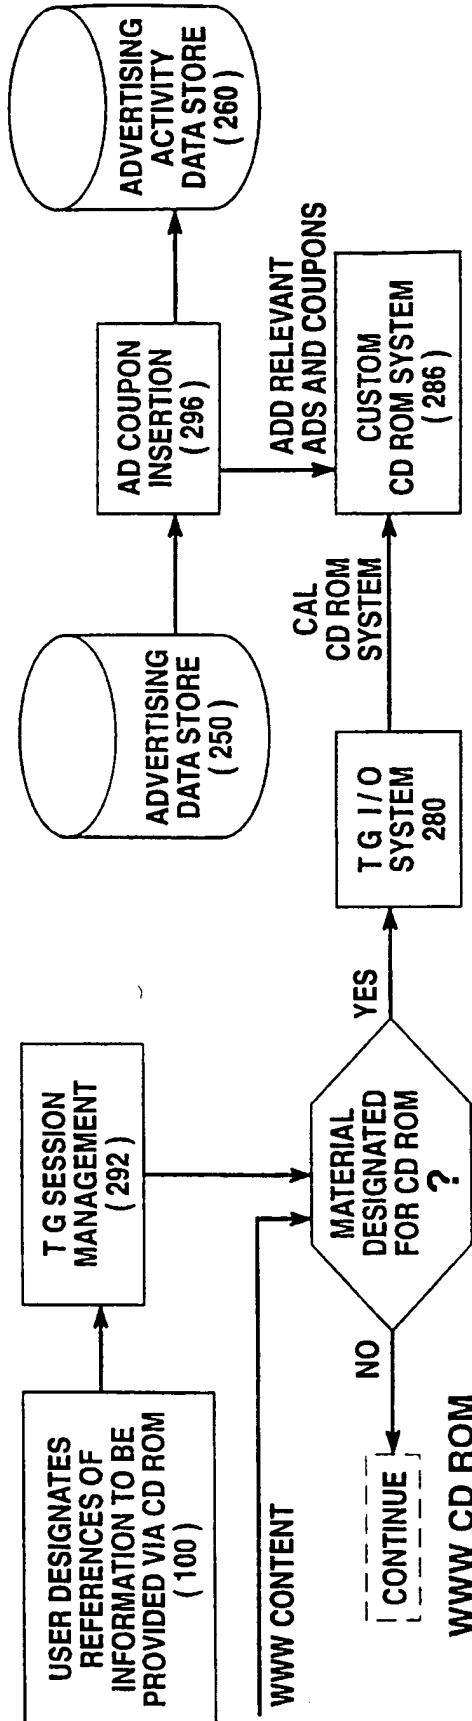 USER DESIGNATES
REFERENCES OF
INFORMATION TO BE
PROVIDED VIA CD ROM
( 100 )
T G SESSION
MANAGEMENT
( 292 )
ADVERTISING
DATA STORE
( 250 )
AD COUPON
INSERTION
( 296 )
ADVERTISING
ACTIVITY
DATA STORE
( 260 )
WWW CONTENT
ADD RELEVANT
ADS AND COUPONS
NO
MATERIAL
DESIGNATED
FOR CD ROM
?
YES
T G I / O
SYSTEM
280
CAL
CD ROM
SYSTEM
CUSTOM
CD ROM SYSTEM
( 286 )
CONTINUE
WWW CD ROM